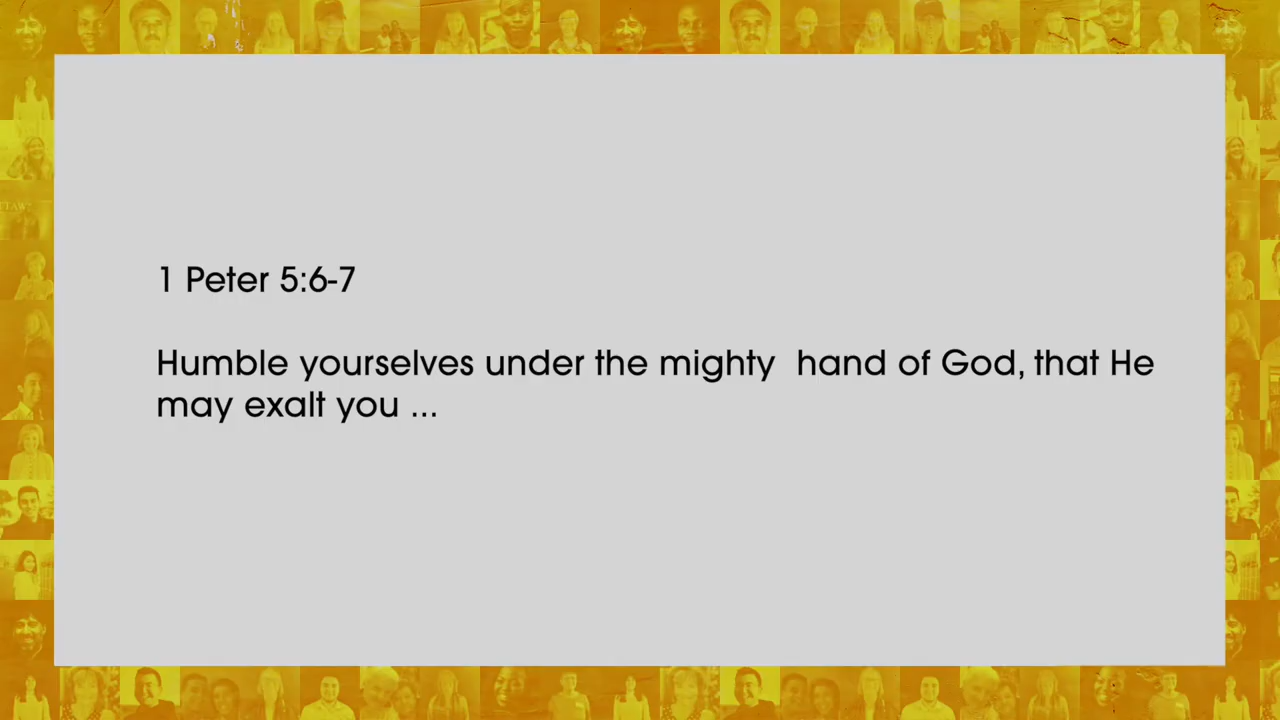 1 Peter 5:6-7
Humble yourselves under the mighty  hand of God, that He
may exalt you ...